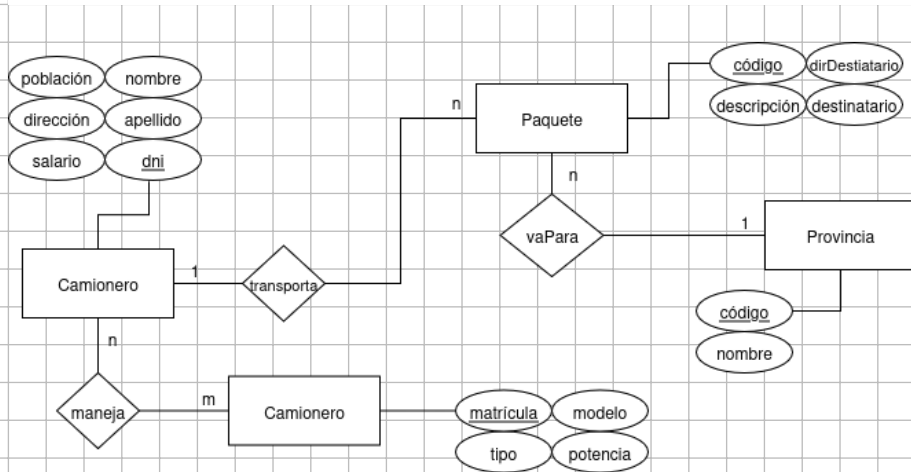 población nombre
dirección apellido
salario dni
código dirDestiatario
descripción destinatario
n
Paquete
n
vaPara
1
Provincia
código
nombre
Camionero
1
transporta
n
maneja
m
Camionero
matrícula modelo
tipo potencia